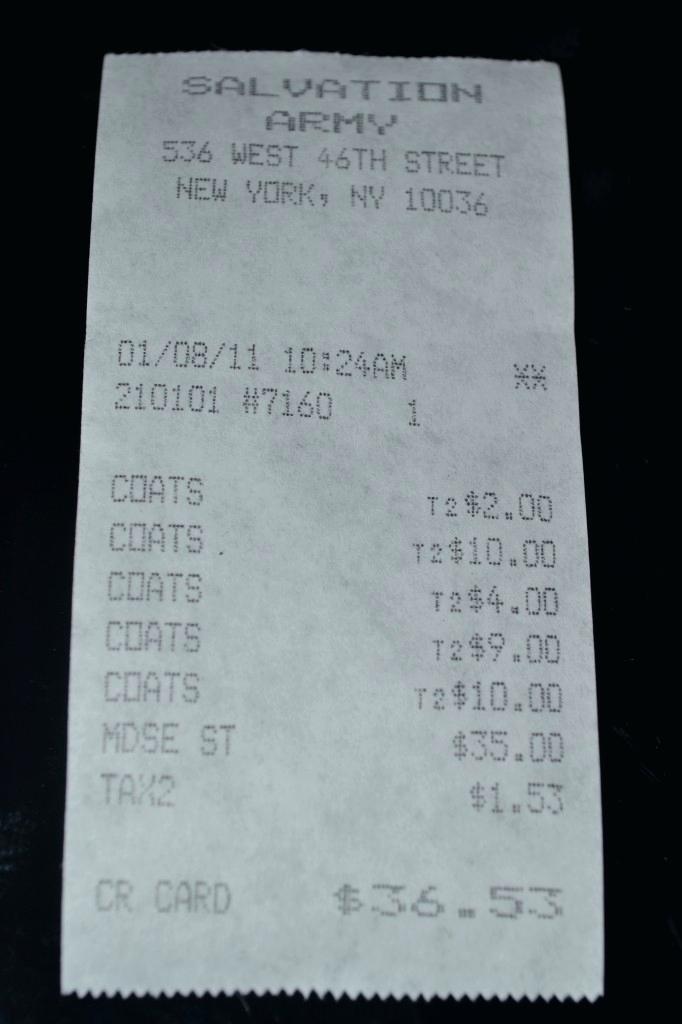 SALVATION
ARMY
536 WEST 46TH STREET
NEW YORK, NY 10036
01/08/11 10:24AM XX
210101 #7160 1
COATS T2$2.00
COATS T2$10.00
COATS T2$4.00
COATS T2$9.00
COATS T2$10.00
MDSE ST $35.00
TAX2 $1.53
CR CARD $36.53